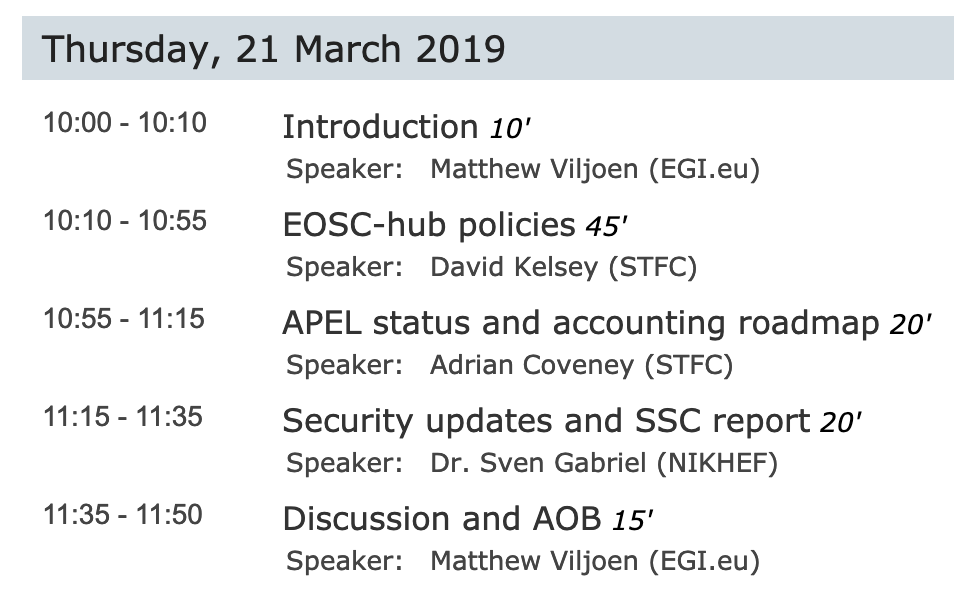 Thursday, 21 March 2019
10:00 - 10:10 Introduction 10'
Speaker: Matthew Viljoen (EGI.eu)
10:10 - 10:55 EOSC-hub policies 45'
Speaker: David Kelsey (STFC)
10:55 - 11:15 APEL status and accounting roadmap 20'
Speaker: Adrian Coveney (STFC)
11:15 - 11:35 Security updates and SSC report 20'
Speaker: Dr. Sven Gabriel (NIKHEF)
11:35 - 11:50 Discussion and AOB 15'
Speaker: Matthew Viljoen (EGI.eu)